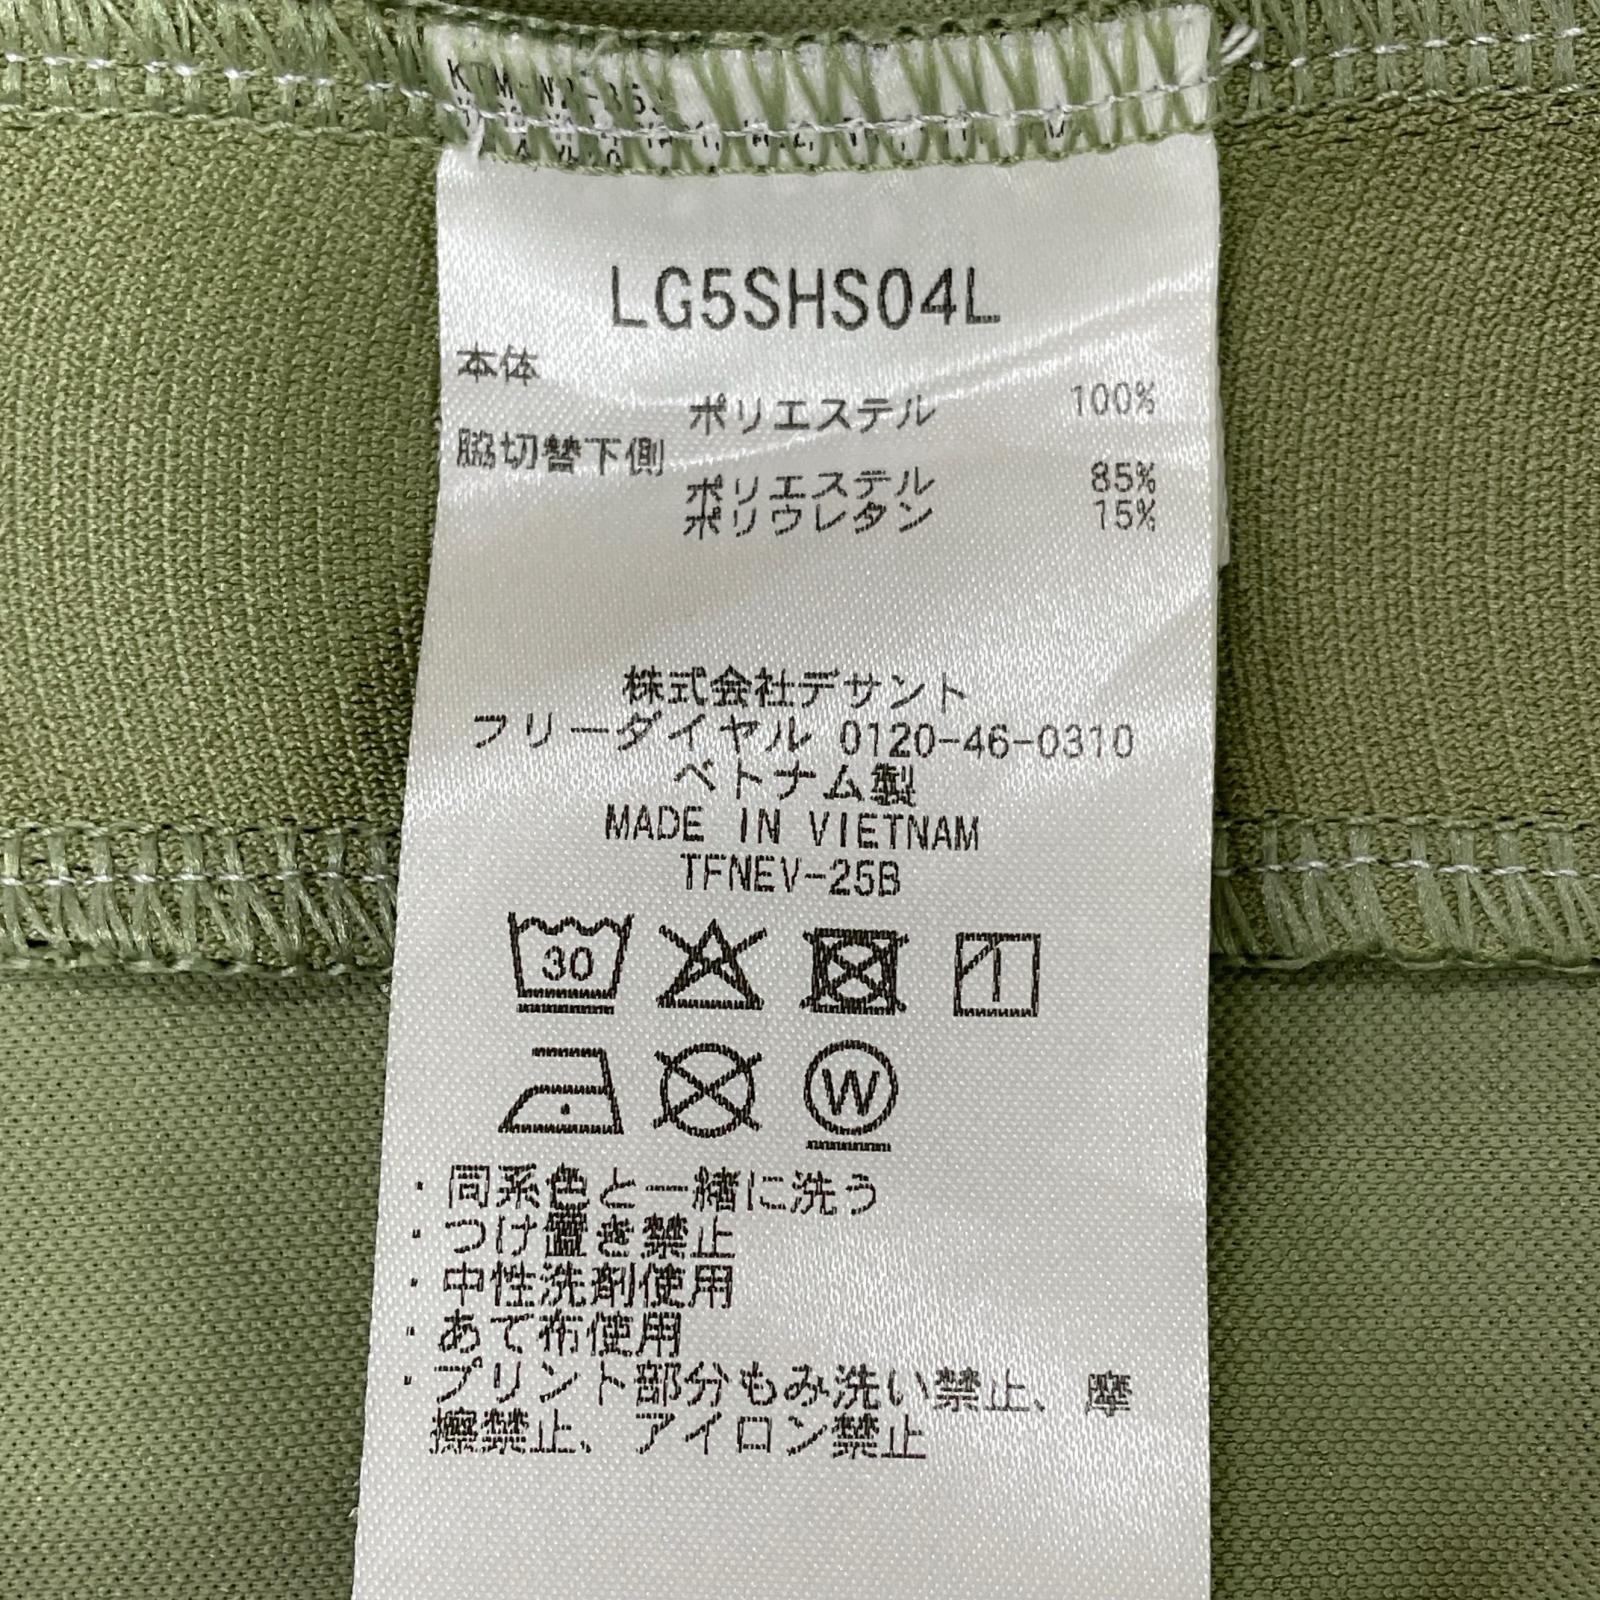 LG5SHS04L
本体
ポリエステル 100%
脇切替下側
ポリエステル 85%
ポリウレタン 15%
株式会社デサント
フリーダイヤル 0120-46-0310
ベトナム製
MADE IN VIETNAM
TFNEV-25B
30
W
・同系色と一緒に洗う
・つけ置き禁止
・中性洗剤使用
・あて布使用
・プリント部分もみ洗い禁止、摩
擦禁止、アイロン禁止